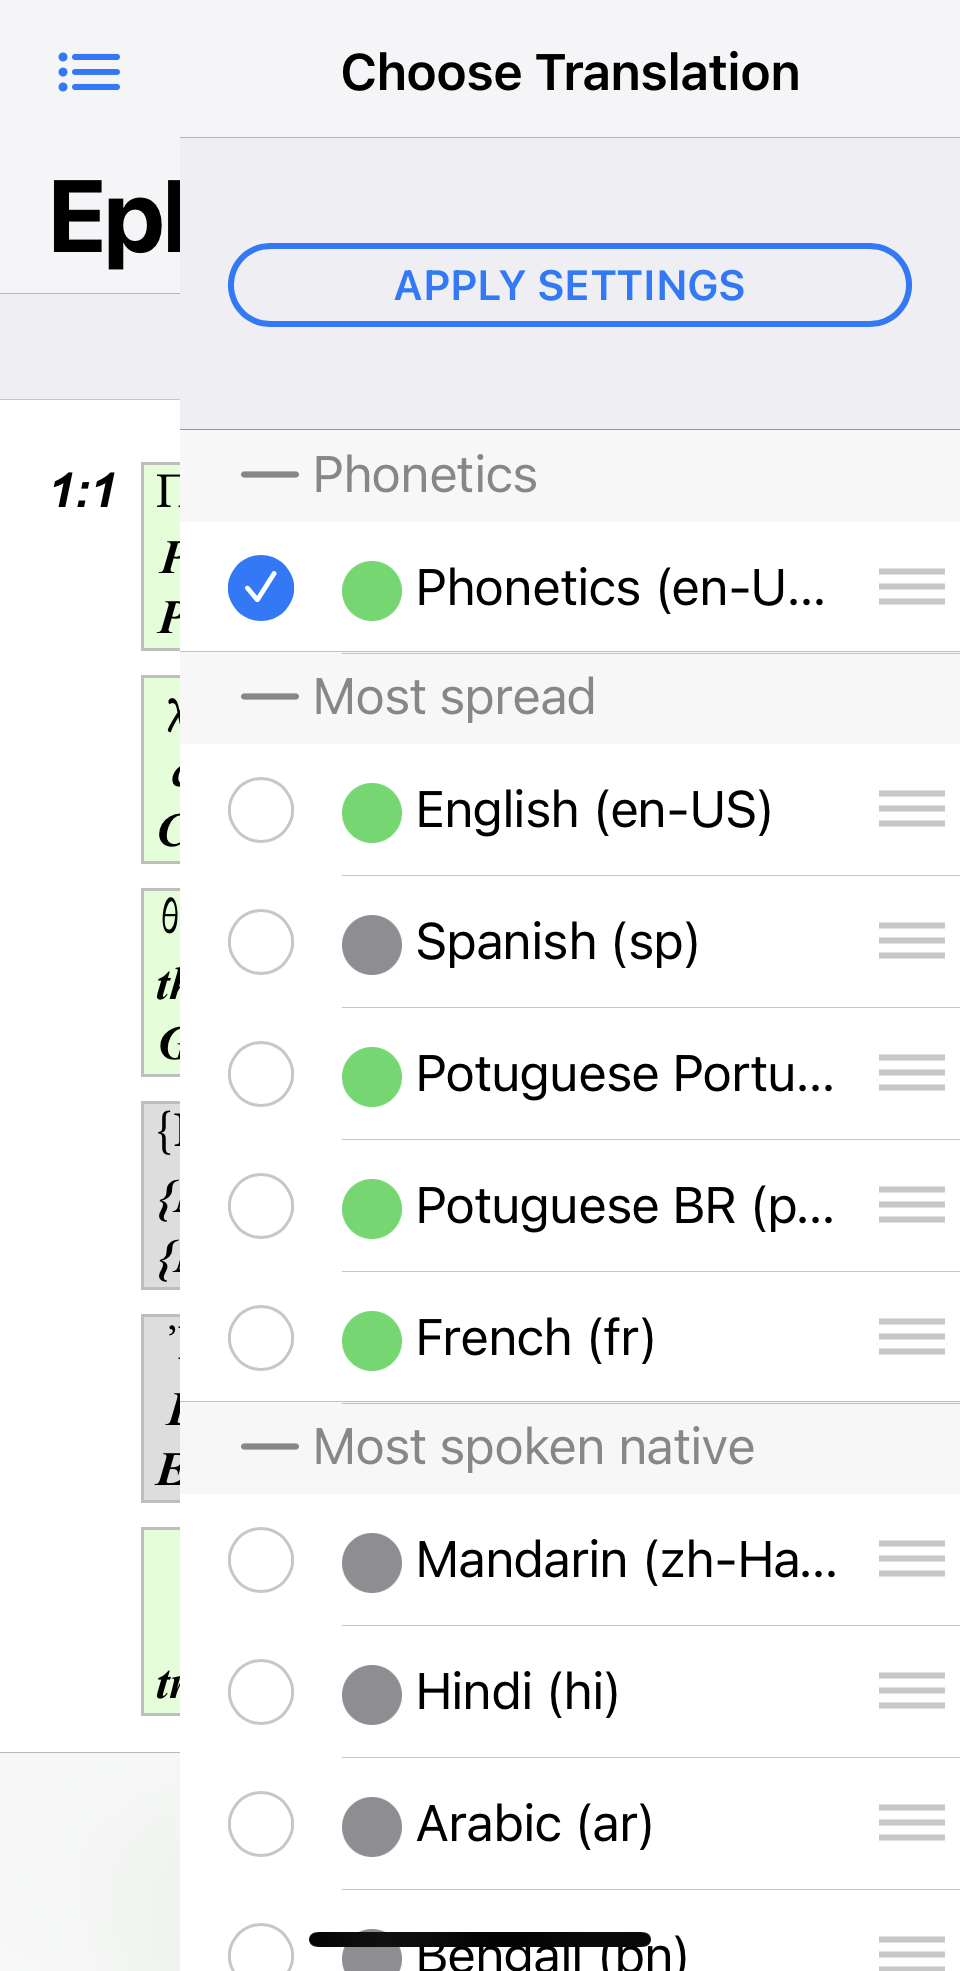 Choose Translation
APPLY SETTINGS
1:1
Phonetics
Phonetics (en-U...
Most spread
English (en-US)
Spanish (sp)
Potuguese Portu...
Potuguese BR (p...
French (fr)
Most spoken native
Mandarin (zh-Ha...
Hindi (hi)
Arabic (ar)
Bengali (bn)